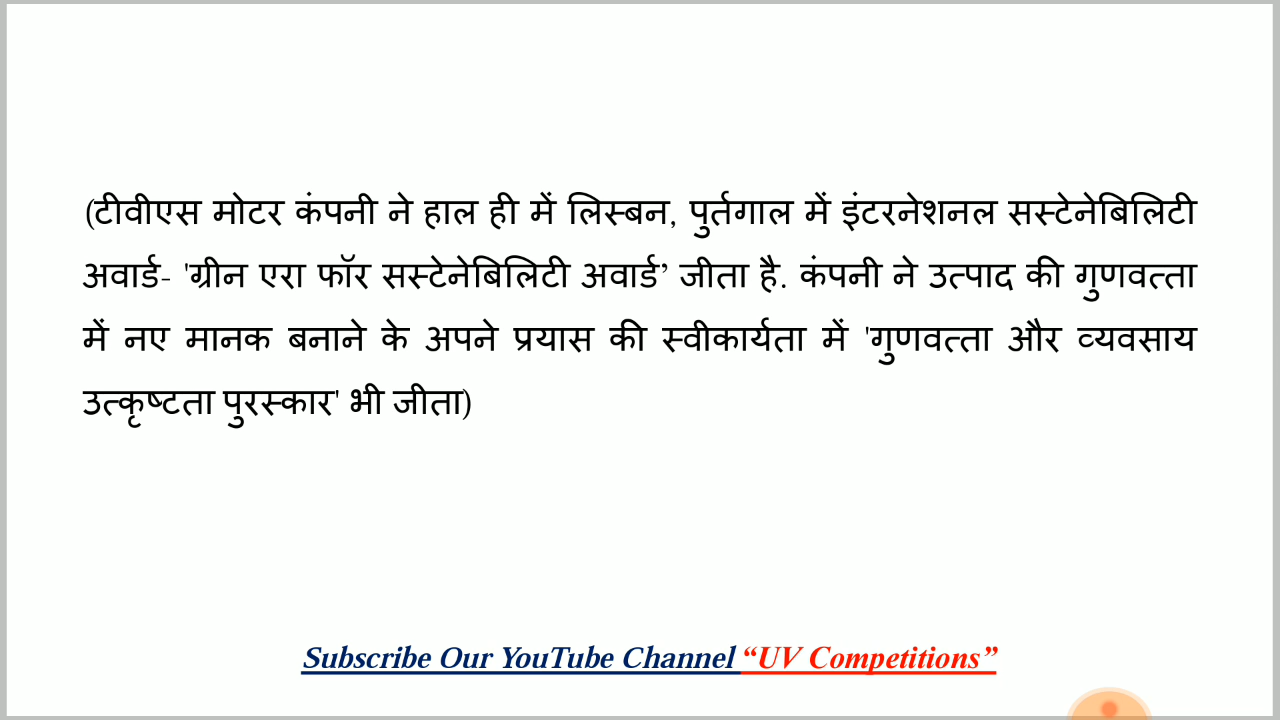 (टीवीएस मोटर कंपनी ने हाल ही में लिस्बन, पुर्तगाल में इंटरनेशनल सस्टेनेबिलिटी
अवार्ड- 'ग्रीन एरा फॉर सस्टेनेबिलिटी अवार्ड’ जीता है. कंपनी ने उत्पाद की गुणवत्ता
में नए मानक बनाने के अपने प्रयास की स्वीकार्यता में 'गुणवत्ता और व्यवसाय
उत्कृष्टता पुरस्कार' भी जीता)
Subscribe Our YouTube Channel “UV Competitions”